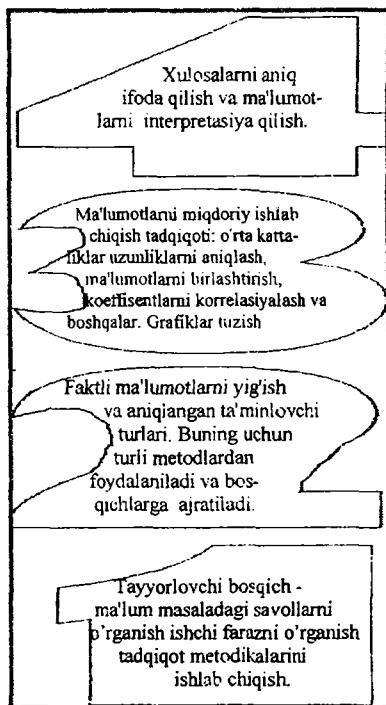 Xulosalarni aniq
ifoda qilish va ma'lumot-
larni interpretasiya qilish.
Ma'lumotlarni miqdoriy ishlab
chiqish tadqiqoti: o'rta katta-
liklar uzunliklarni aniqlash,
ma'lumotlarni birlashtirish,
koeffisentlarni korrelasiyalash va
boshqalar. Grafiklar tuzish
Faktli ma'lumotlarni yig'ish
va aniqlangan ta'minlovchi
turlari. Buning uchun
turli metodlardan
foydalaniladi va bos-
qichlarga ajratiladi.
Tayyorlovchi bosqich -
ma'lum masaladagi savollarni
o'rganish ishchi farazni o'rganish
tadqiqot metodikalarini
ishlab chiqish.